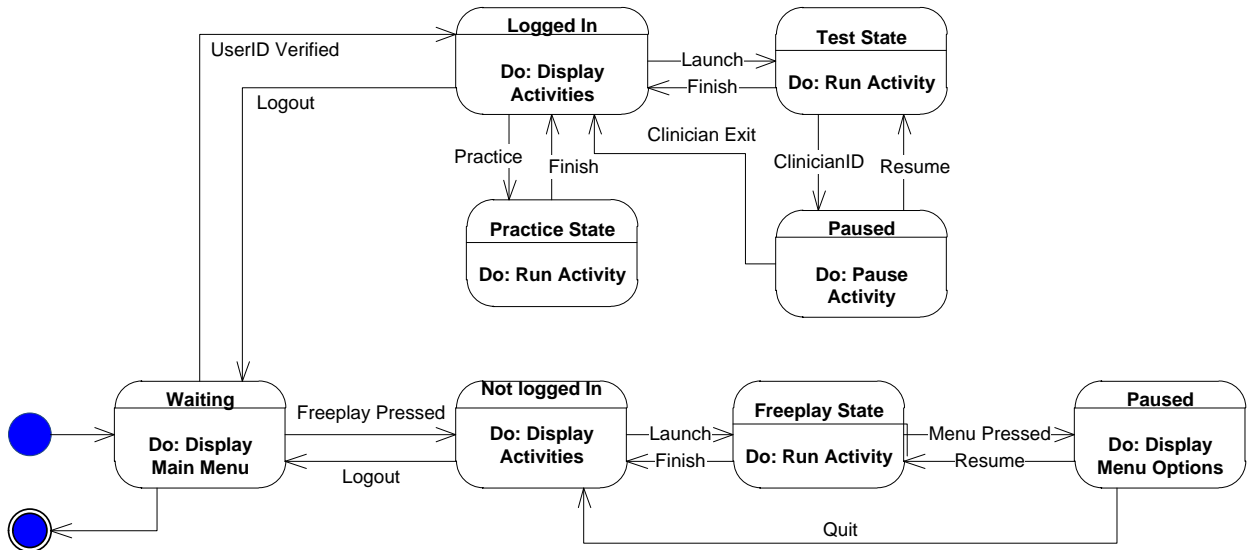 Logged In
Do: Display
Activities
Test State
Do: Run Activity
UserID Verified
Launch
Finish
Logout
Clinician Exit
Practice
Finish
ClinicianID
Resume
Practice State
Do: Run Activity
Paused
Do: Pause
Activity
Waiting
Do: Display
Main Menu
Freeplay Pressed
Logout
Not logged In
Do: Display
Activities
Launch
Finish
Freeplay State
Do: Run Activity
Menu Pressed
Resume
Paused
Do: Display
Menu Options
Quit